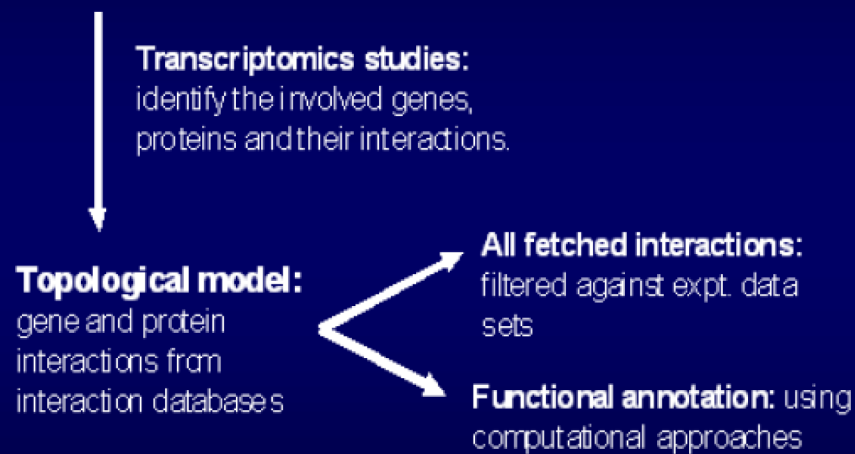 Transcriptomics studies:
identify the involved genes,
proteins and their interactions.
Topological model:
gene and protein
interactions from
interaction databases
All fetched interactions:
filtered against expt. data
sets
Functional annotation: using
computational approaches